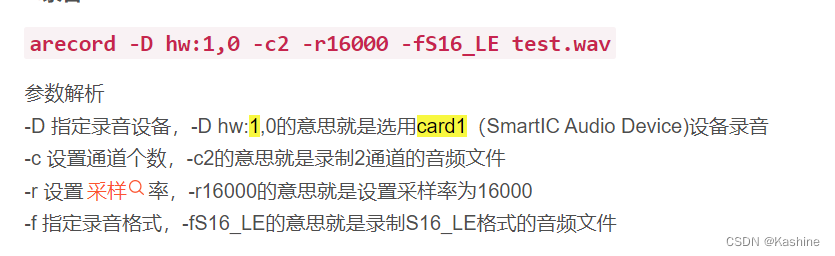 arecord -D hw:1,0 -c2 -r16000 -fS16_LE test.wav
参数解析
-D 指定录音设备，-D hw:1,0的意思就是选用card1（SmartIC Audio Device)设备录音
-c 设置通道个数，-c2的意思就是录制2通道的音频文件
-r 设置 采样 率，-r16000的意思就是设置采样率为16000
-f 指定录音格式，-fS16_LE的意思就是录制S16_LE格式的音频文件
CSDN @Kashine